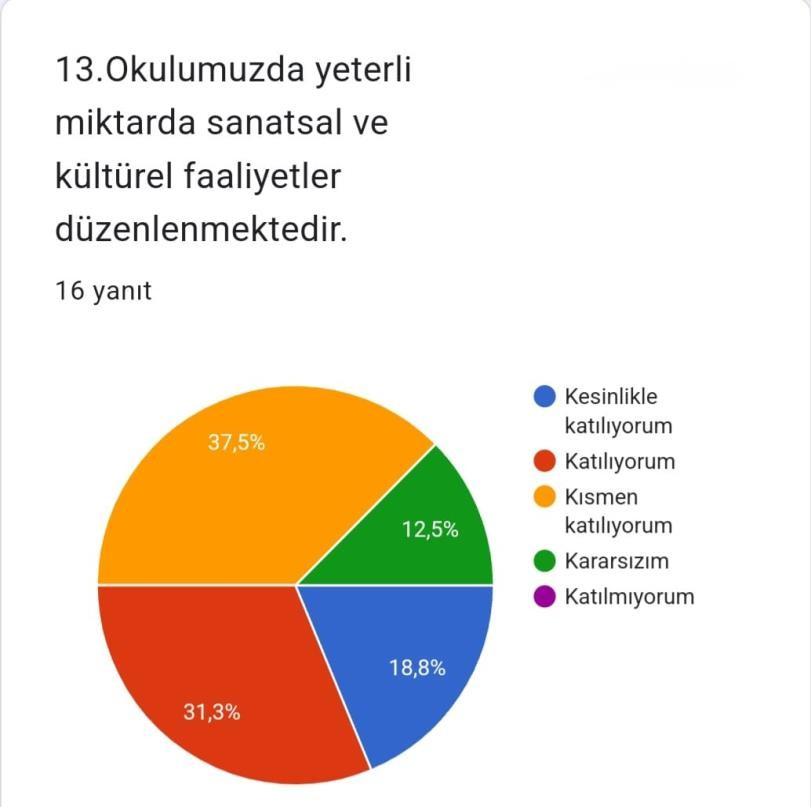 13.Okulumuzda yeterli
miktarda sanatsal ve
kültürel faaliyetler
düzenlenmektedir.
16 yanıt
37,5%
12,5%
18,8%
31,3%
Kesinlikle
katılıyorum
Katılıyorum
Kısmen
katılıyorum
Kararsızım
Katılmıyorum